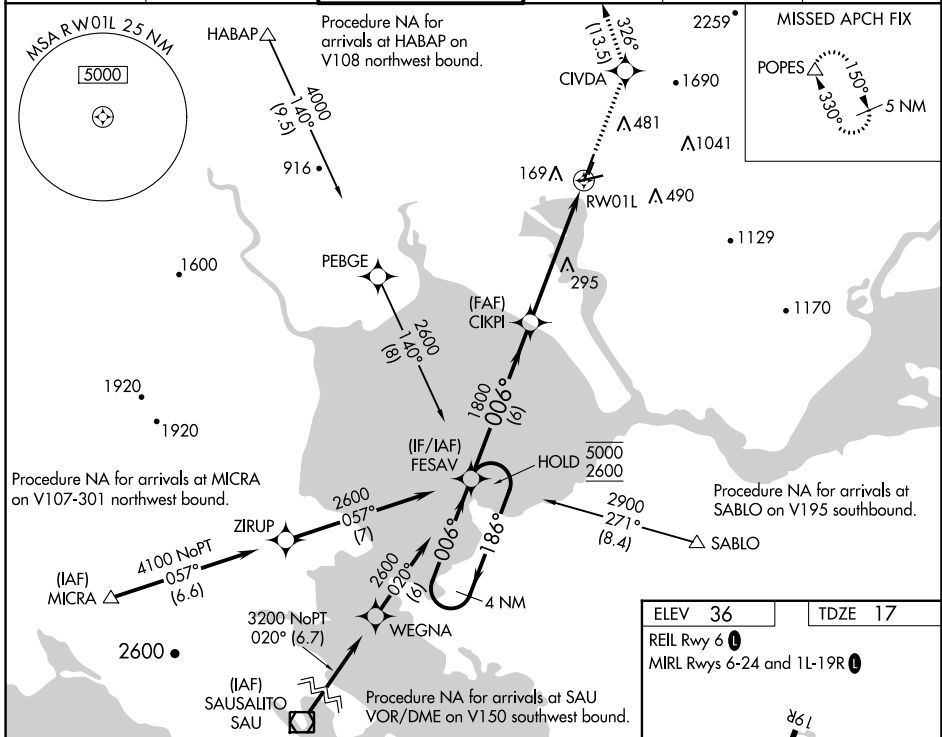 MSA RW01L 25 NM
5000
HABAP
4000
140°
(9.5)
Procedure NA for
arrivals at HABAP on
V108 northwest bound.
326°
(13.5)
CIVDA
2259
1690
481
1041
MISSED APCH FIX
POPES
150°
330°
5 NM
916
169
RW01L
490
1129
1600
PEBGE
295
2600
140°
(8)
(FAF)
CIKPI
1170
1920
1920
1800
006°
(6)
(IF/IAF)
FESAV
HOLD
5000
2600
Procedure NA for arrivals at MICRA
on V107-301 northwest bound.
Procedure NA for arrivals at
SABLO on V195 southbound.
2600
057°
(7)
ZIRUP
2900
271°
(8.4)
SABLO
4100 NoPT
057°
(6.6)
(IAF)
MICRA
006°
186°
4 NM
2600
020°
(6)
WEGNA
3200 NoPT
020° (6.7)
2600
(IAF)
SAUSALITO
SAU
Procedure NA for arrivals at SAU
VOR/DME on V150 southwest bound.
ELEV 36
TDZE 17
REIL Rwy 6 L
MIRL Rwys 6-24 and 1L-19R L
19R